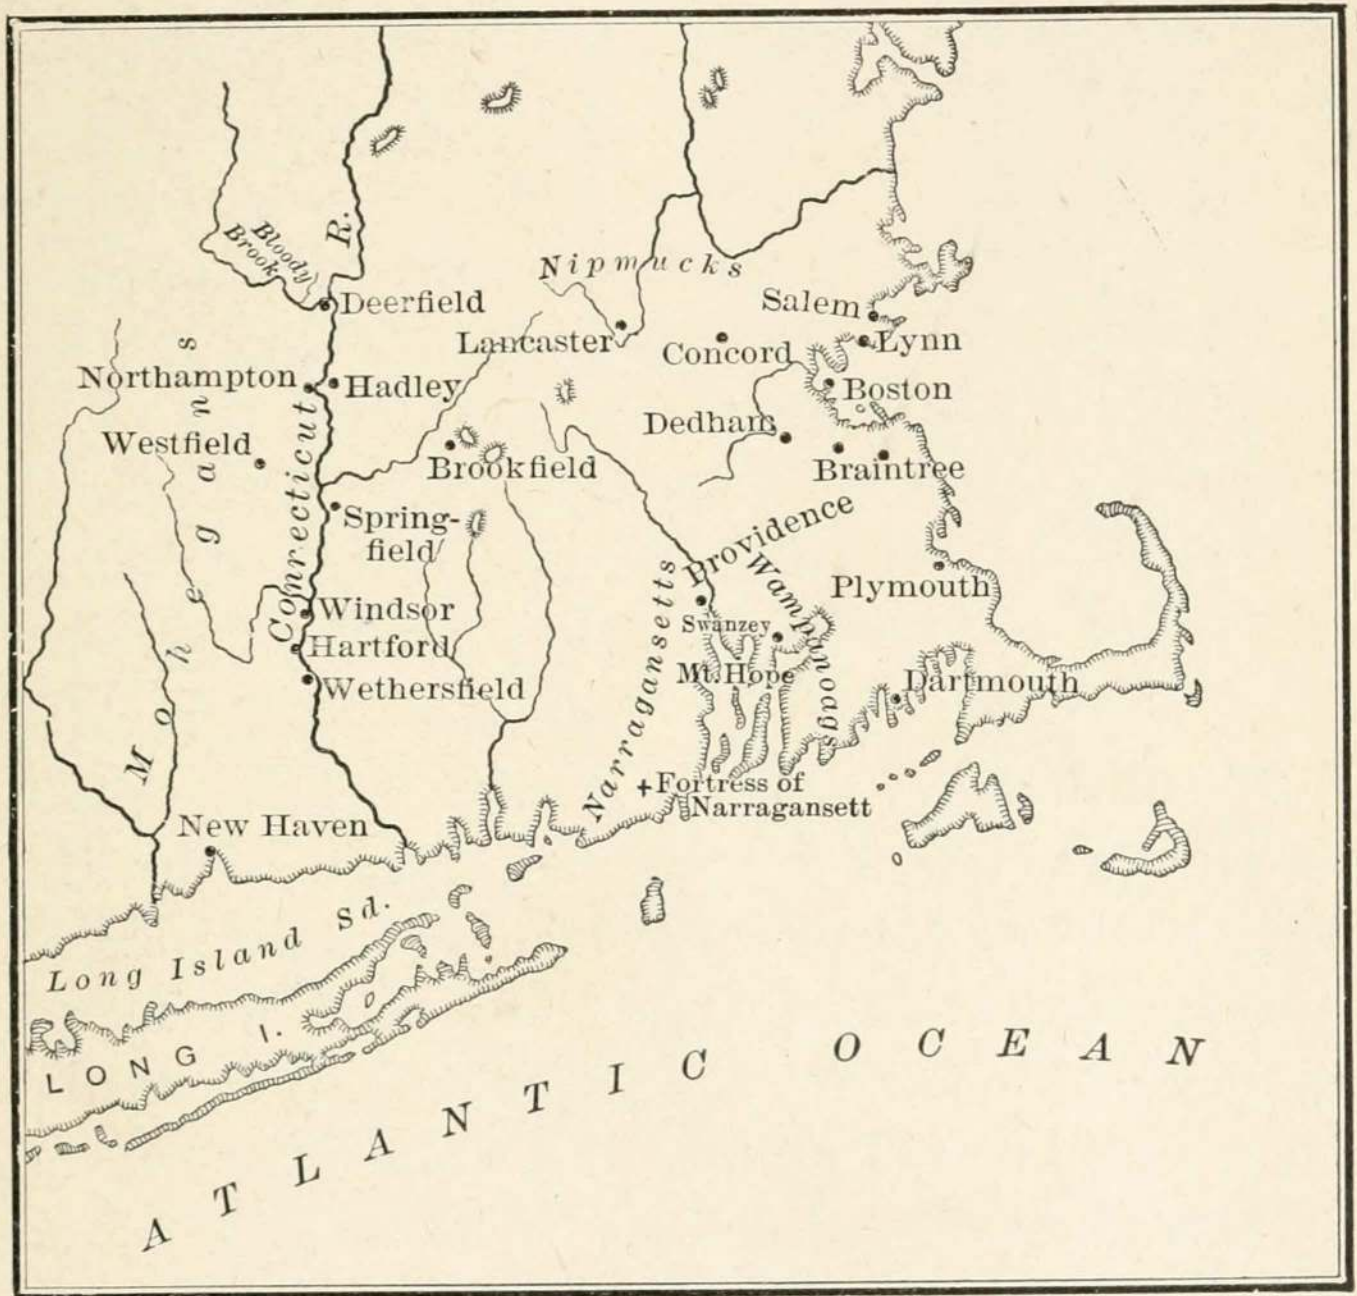 Bloody
Brook
R.
Deerfield
Nipmucks
Salem
Lynn
Lancaster
Concord
Northampton
Hadley
Boston
Mohegans
Westfield
Connecticut
Brookfield
Dedham
Braintree
Spring-
field
Providence
Plymouth
Narragansetts
Wampanoags
Windsor
Swanzey
Hartford
Mt. Hope
Dartmouth
Wethersfield
+Fortress of
Narragansett
New Haven
Long Island Sd.
LONG I.
ATLANTIC OCEAN